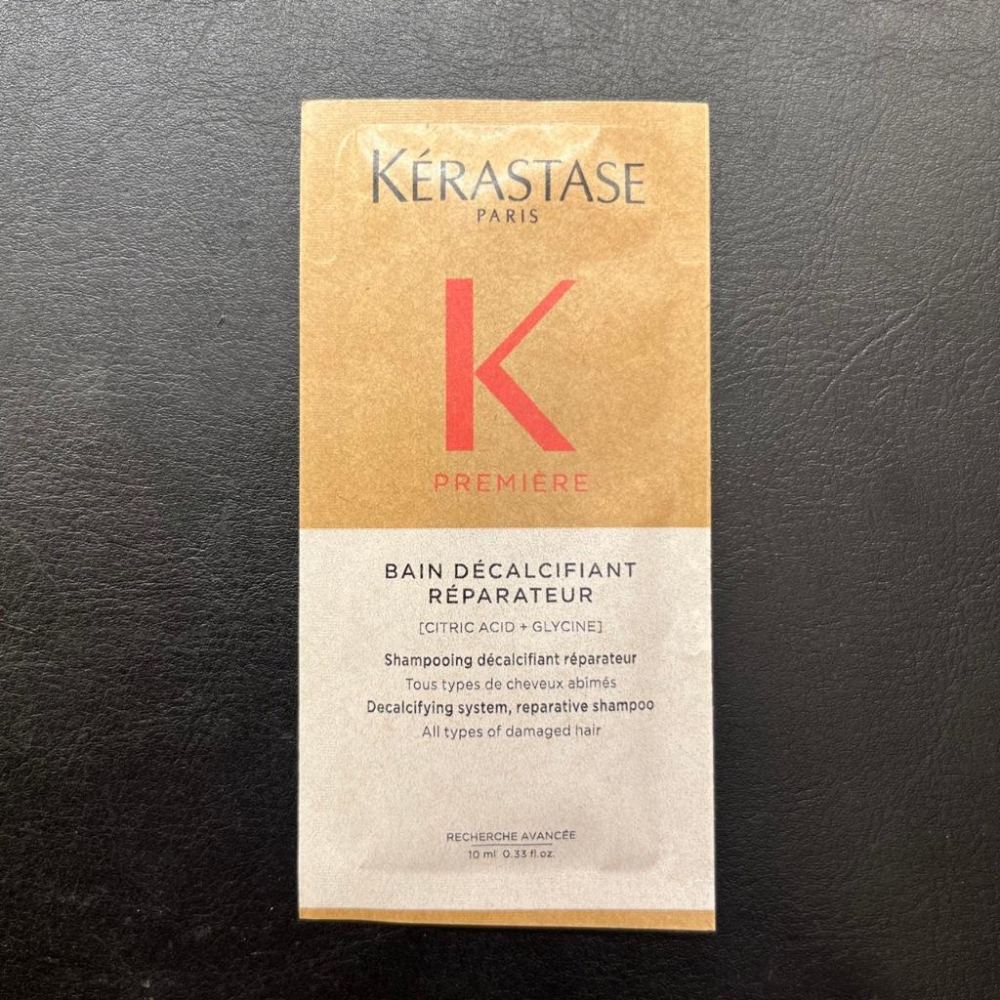 KÉRASTASE
PARIS
K
PREMIÈRE
BAIN DÉCALCIFIANT
RÉPARATEUR
[CITRIC ACID + GLYCINE]
Shampooing décalcifiant réparateur
Tous types de cheveux abîmés
Decalcifying system, reparative shampoo
All types of damaged hair
RECHERCHE AVANCÉE
10 ml 0.33 fl.oz.